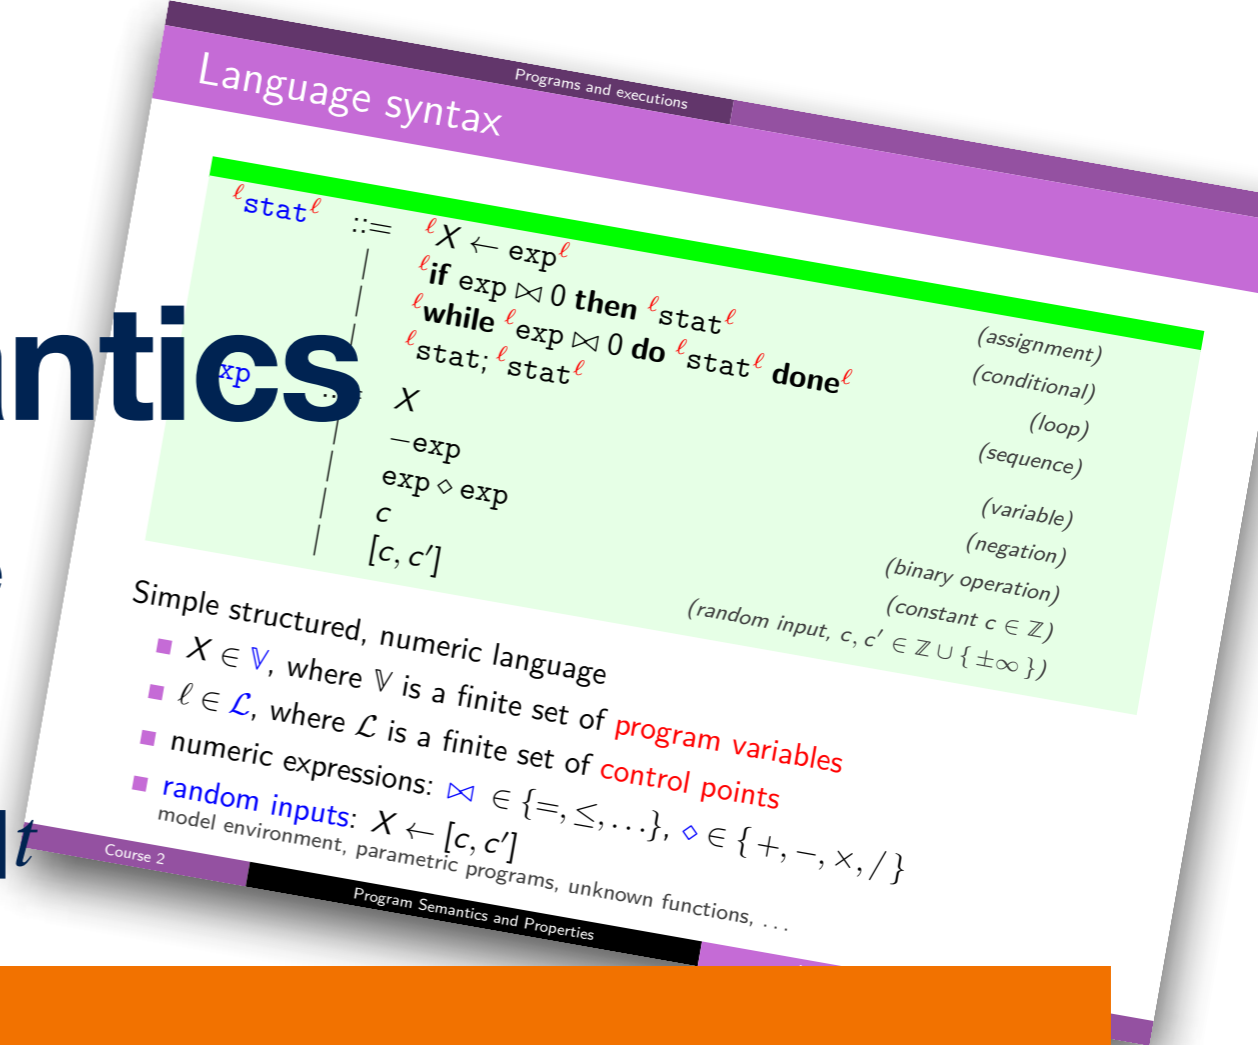 Programs and executions
Language syntax
ℓstatℓ ::= ℓX ← expℓ (assignment)
| ℓif exp ⋈ 0 then ℓstatℓ (conditional)
| ℓwhile ℓexp ⋈ 0 do ℓstatℓ doneℓ (loop)
| ℓstat; ℓstatℓ (sequence)
antics
xp ::= X (variable)
| −exp (negation)
| exp ⋄ exp (binary operation)
| c (constant c ∈ ℤ)
| [c, c′] (random input, c, c′ ∈ ℤ ∪ { ±∞ })
Simple structured, numeric language
■ X ∈ 𝕍, where 𝕍 is a finite set of program variables
■ ℓ ∈ ℒ, where ℒ is a finite set of control points
■ numeric expressions: ⋈ ∈ {=, ≤, . . .}, ⋄ ∈ { +, −, ×, / }
■ random inputs: X ← [c, c′]
model environment, parametric programs, unknown functions, . . .
t
Course 2
Program Semantics and Properties